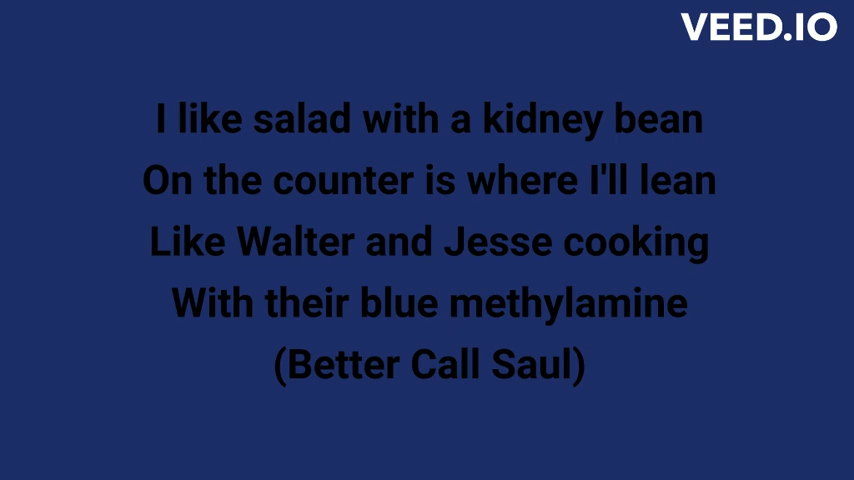 VEED.IO
I like salad with a kidney bean
On the counter is where I'll lean
Like Walter and Jesse cooking
With their blue methylamine
(Better Call Saul)